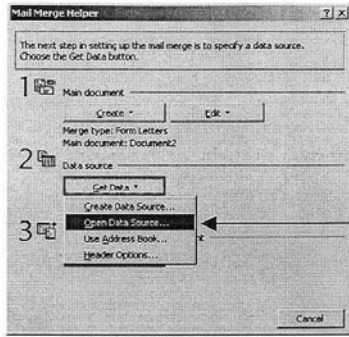 Mail Merge Helper
The next step in setting up the mail merge is to specify a data source.
Choose the Get Data button.
1 Main document
Create Edit
Merge type: Form Letters
Main document: Document2
2 Data source
Get Data
Create Data Source...
Open Data Source...
3 Use Address Book... nt
Header Options...
Cancel